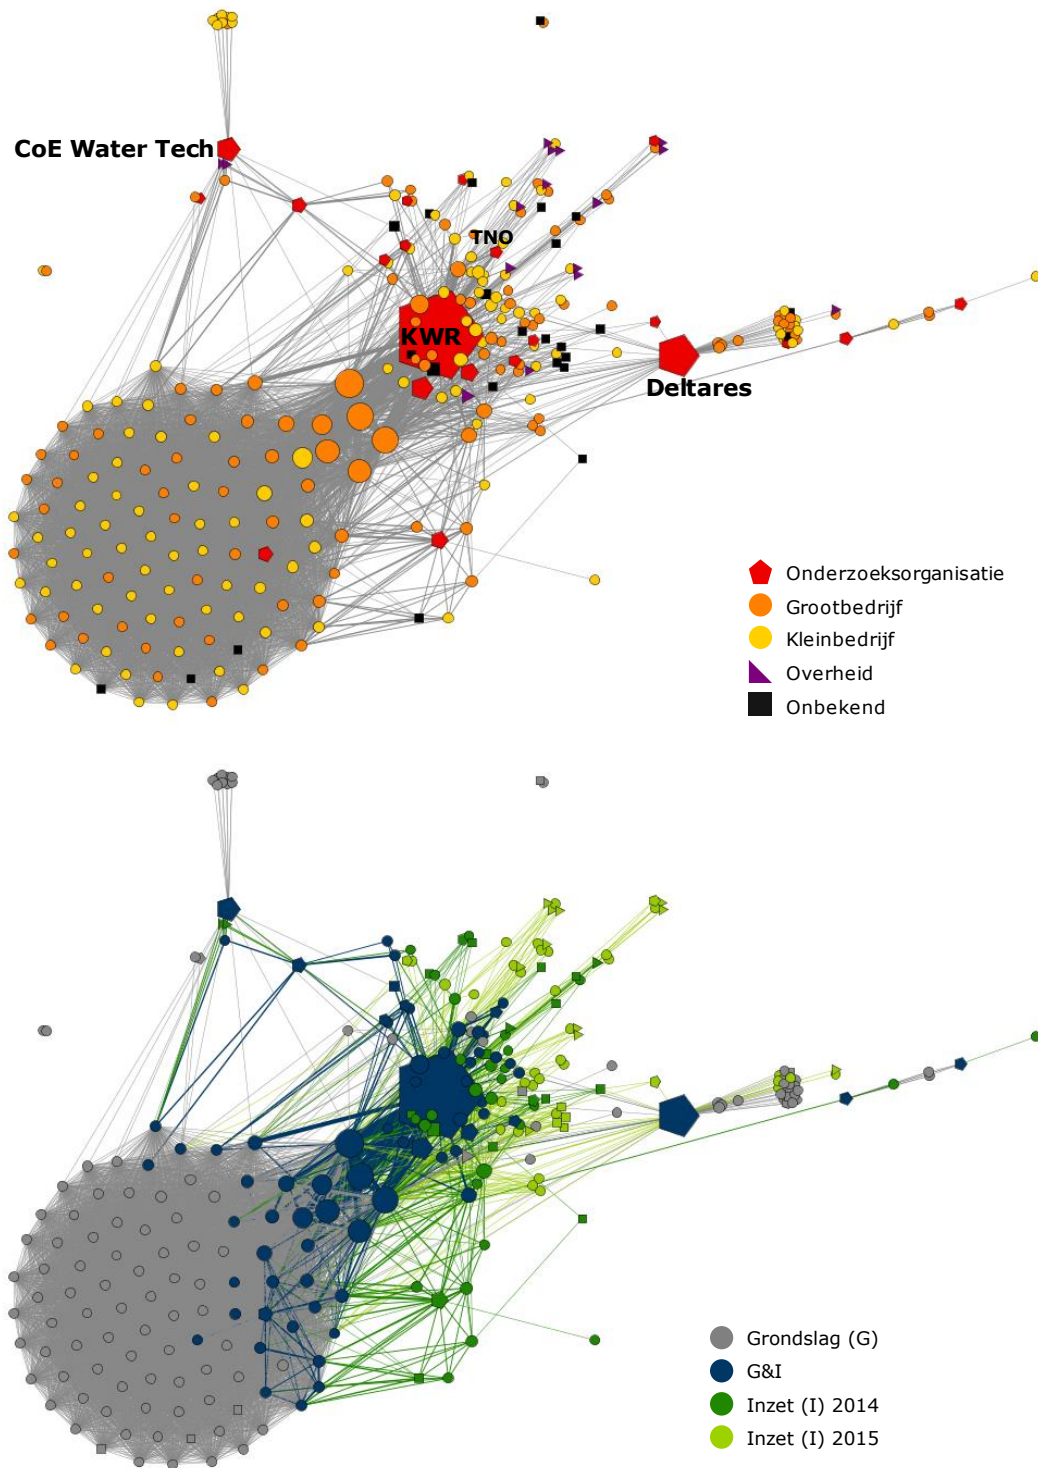 CoE Water Tech
TNO
KWR
Deltares
Onderzoeksorganisatie
Grootbedrijf
Kleinbedrijf
Overheid
Onbekend
Grondslag (G)
G&I
Inzet (I) 2014
Inzet (I) 2015